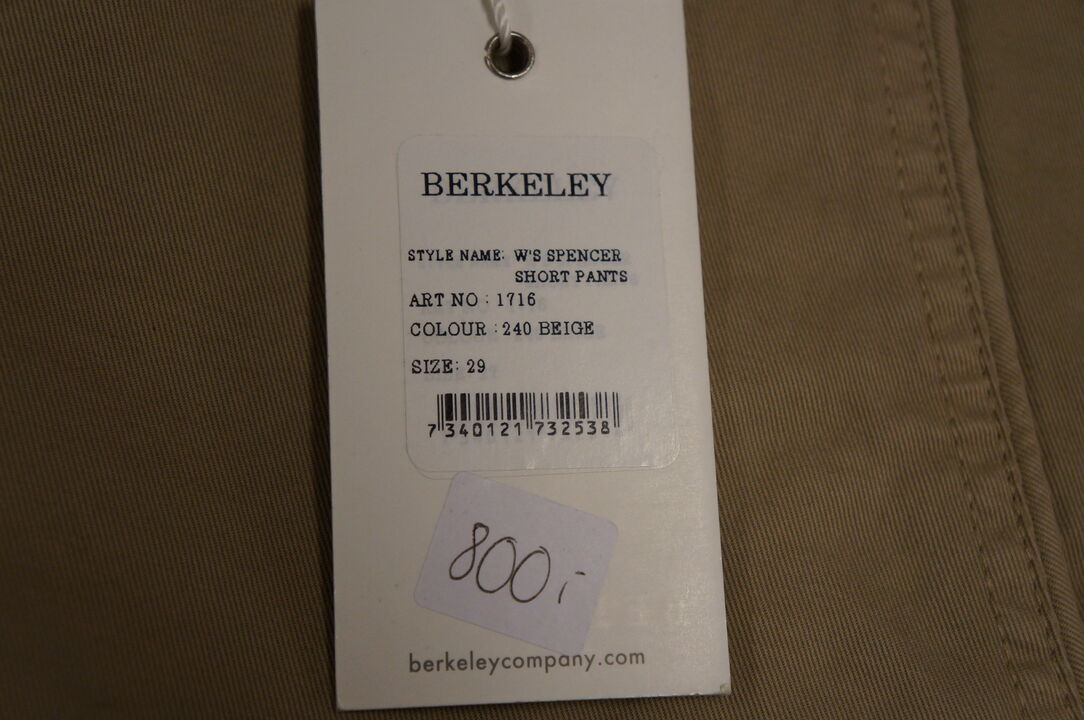 BERKELEY
STYLE NAME: W'S SPENCER
SHORT PANTS
ART NO : 1716
COLOUR : 240 BEIGE
SIZE: 29
7 340121 732538
800,-
berkeleycompany.com